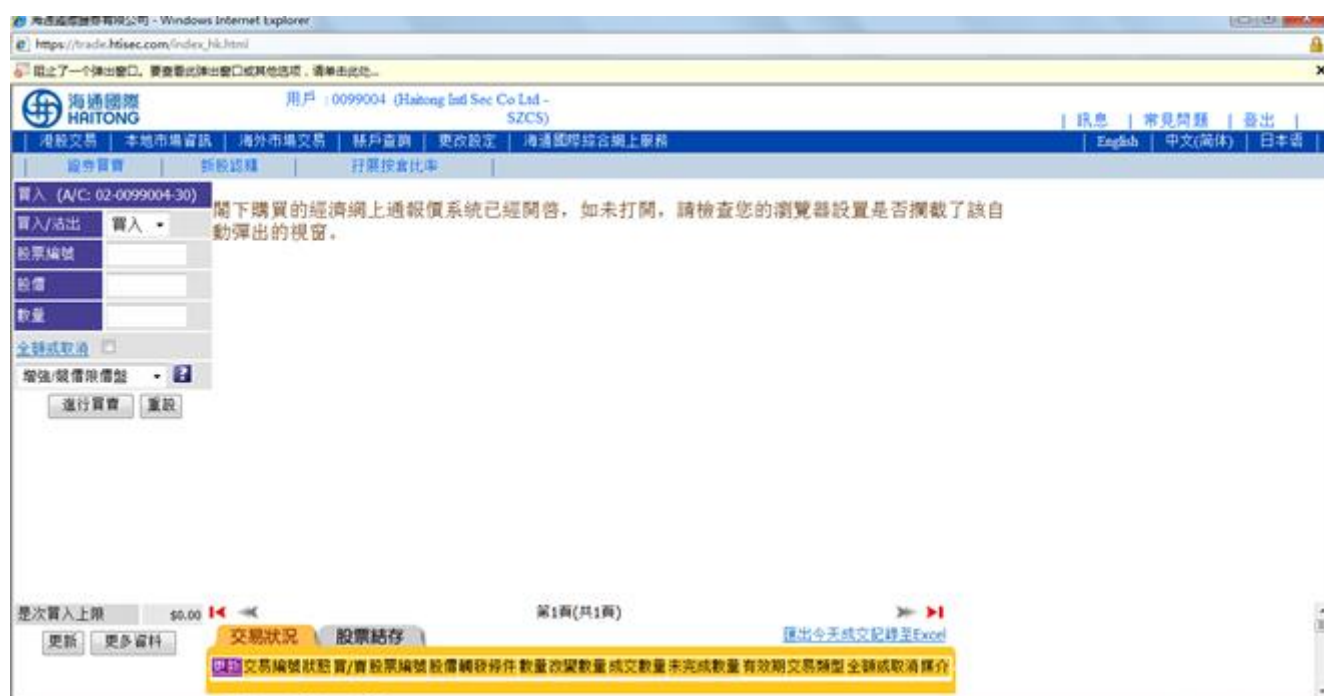 海通國際證券有限公司 - Windows Internet Explorer
https://trade.htisec.com/index_hk.html
阻止了一个弹出窗口。要查看此弹出窗口或其他选项，请单击此处...
海通國際
HAITONG
用戶 : 0099004 (Haitong Intl Sec Co Ltd -
SZCS)
| 訊息 | 常見問題 | 登出 |
| 港股交易 | 本地市場資訊 | 海外市場交易 | 賬戶查詢 | 更改設定 | 海通國際綜合網上服務
| English | 中文(简体) | 日本语 |
| 證券買賣 | 新股認購 | 孖展按倉比率 |
買入 (A/C: 02-0099004-30)
買入/沽出 買入
股票編號
股價
數量
全額或取消
增強/競價限價盤 ?
進行買賣 重設
閣下購買的經濟網上通報價系統已經開啓，如未打開，請檢查您的瀏覽器設置是否攔截了該自
動彈出的視窗。
是次買入上限 $0.00
更新 更多資料
第1頁(共1頁)
交易狀況 股票結存 匯出今天成交記錄至Excel
更新 交易編號 狀態 買/賣 股票編號 股價 觸發條件 數量 改變數量 成交數量 未完成數量 有效期 交易類型 全額或取消 媒介